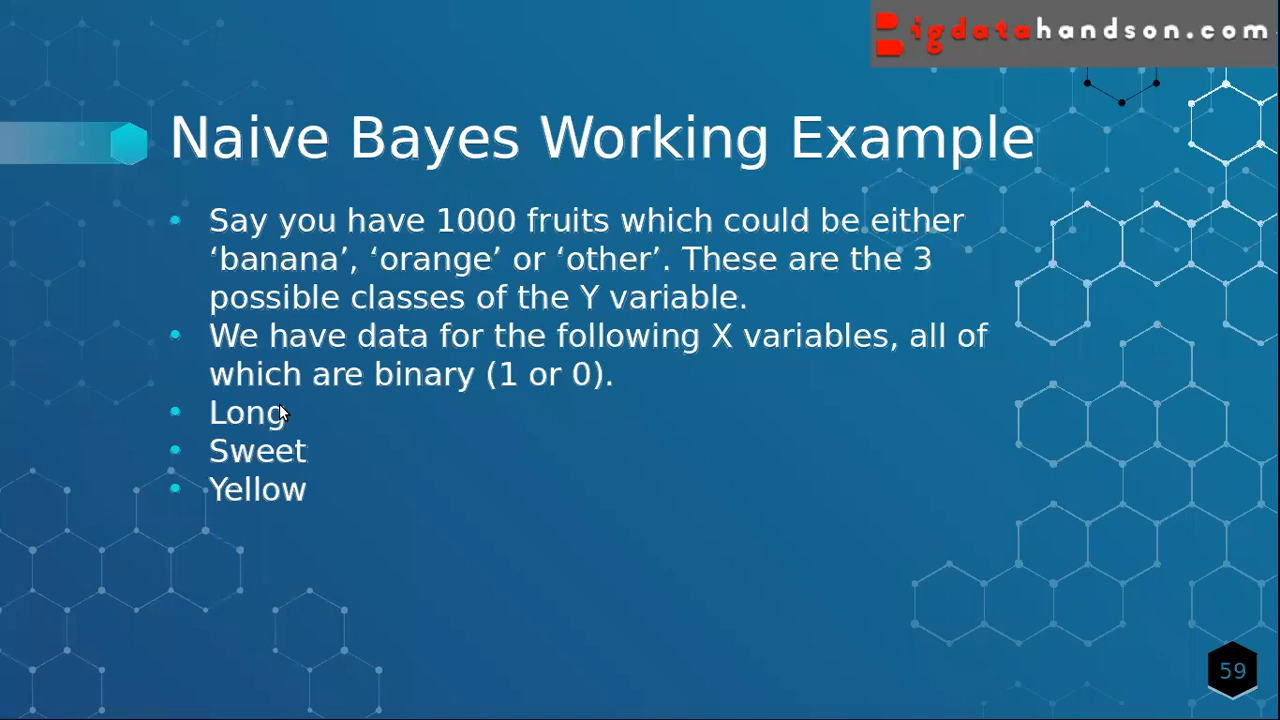 Bigdatahandson.com
Naive Bayes Working Example
• Say you have 1000 fruits which could be either
‘banana’, ‘orange’ or ‘other’. These are the 3
possible classes of the Y variable.
• We have data for the following X variables, all of
which are binary (1 or 0).
• Long
• Sweet
• Yellow
59